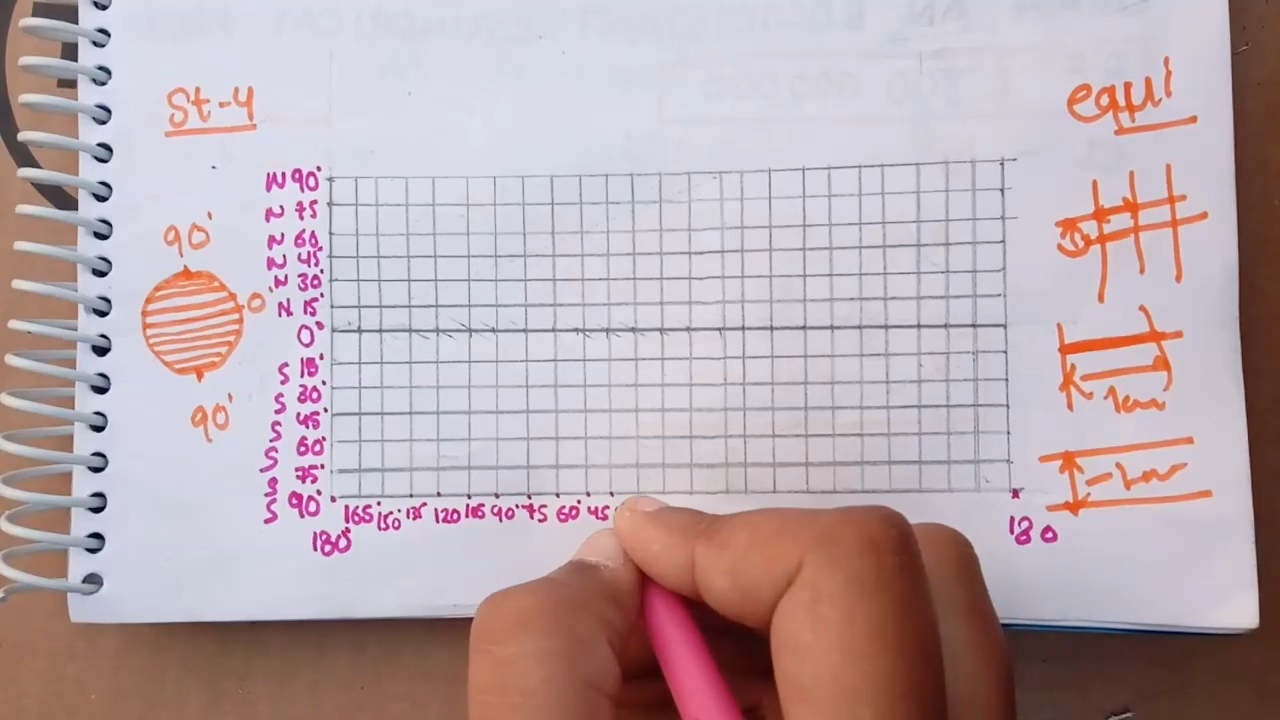 St-4
equi
N 90°
N 75
N 60
N 45
N 30
N 15
0°
S 15
S 30
S 45
S 60
S 75
S 90°
90°
0°
90°
180° 165 150° 135 120 105 90° 75 60° 45
180